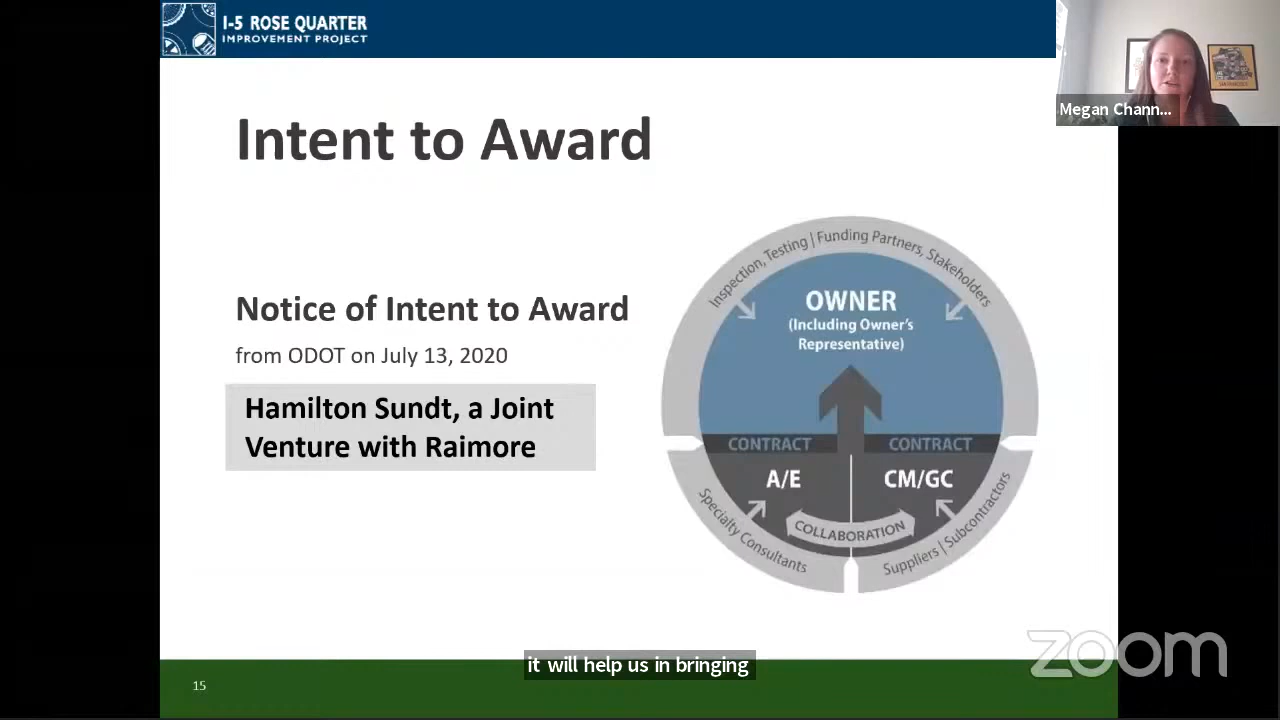 I-5 ROSE QUARTER
IMPROVEMENT PROJECT
Megan Chann...
Intent to Award
Notice of Intent to Award
from ODOT on July 13, 2020
Hamilton Sundt, a Joint
Venture with Raimore
Inspection, Testing | Funding Partners, Stakeholders
OWNER
(Including Owner's
Representative)
CONTRACT
CONTRACT
A/E
CM/GC
COLLABORATION
Specialty Consultants
Suppliers | Subcontractors
zoom
it will help us in bringing
15